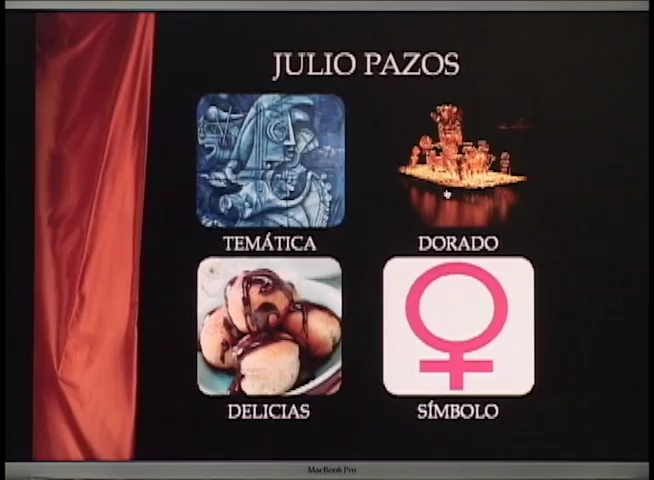 JULIO PAZOS
TEMÁTICA
DORADO
DELICIAS
SÍMBOLO
MacBook Pro